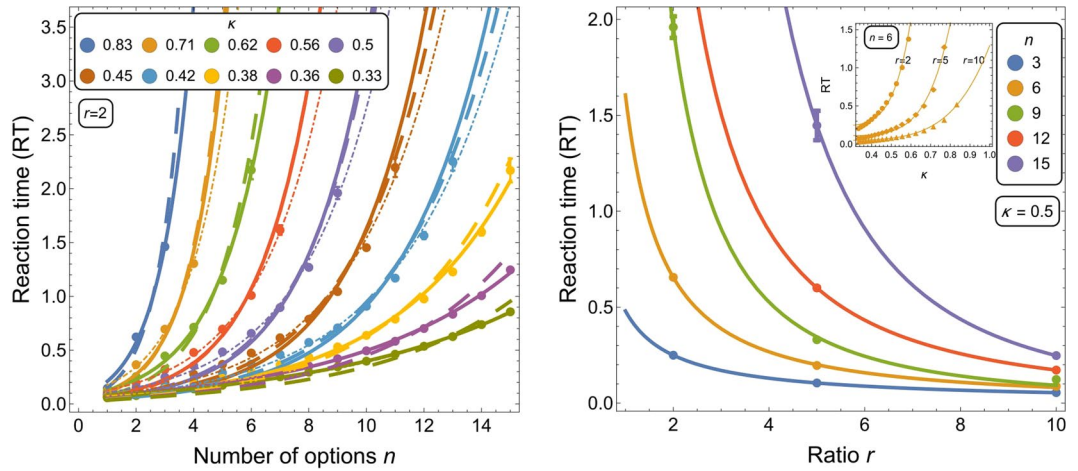 κ
0.83 0.71 0.62 0.56 0.5
0.45 0.42 0.38 0.36 0.33
r=2
Reaction time (RT)
3.5
3.0
2.5
2.0
1.5
1.0
0.5
0.0
0 2 4 6 8 10 12 14
Number of options n
Reaction time (RT)
2.0
1.5
1.0
0.5
0.0
2 4 6 8 10
Ratio r
n = 6
r=2 r=5 r=10
RT
1.5
1.0
0.5
0.0
0.4 0.5 0.6 0.7 0.8 0.9 1.0
κ
n
3
6
9
12
15
κ = 0.5